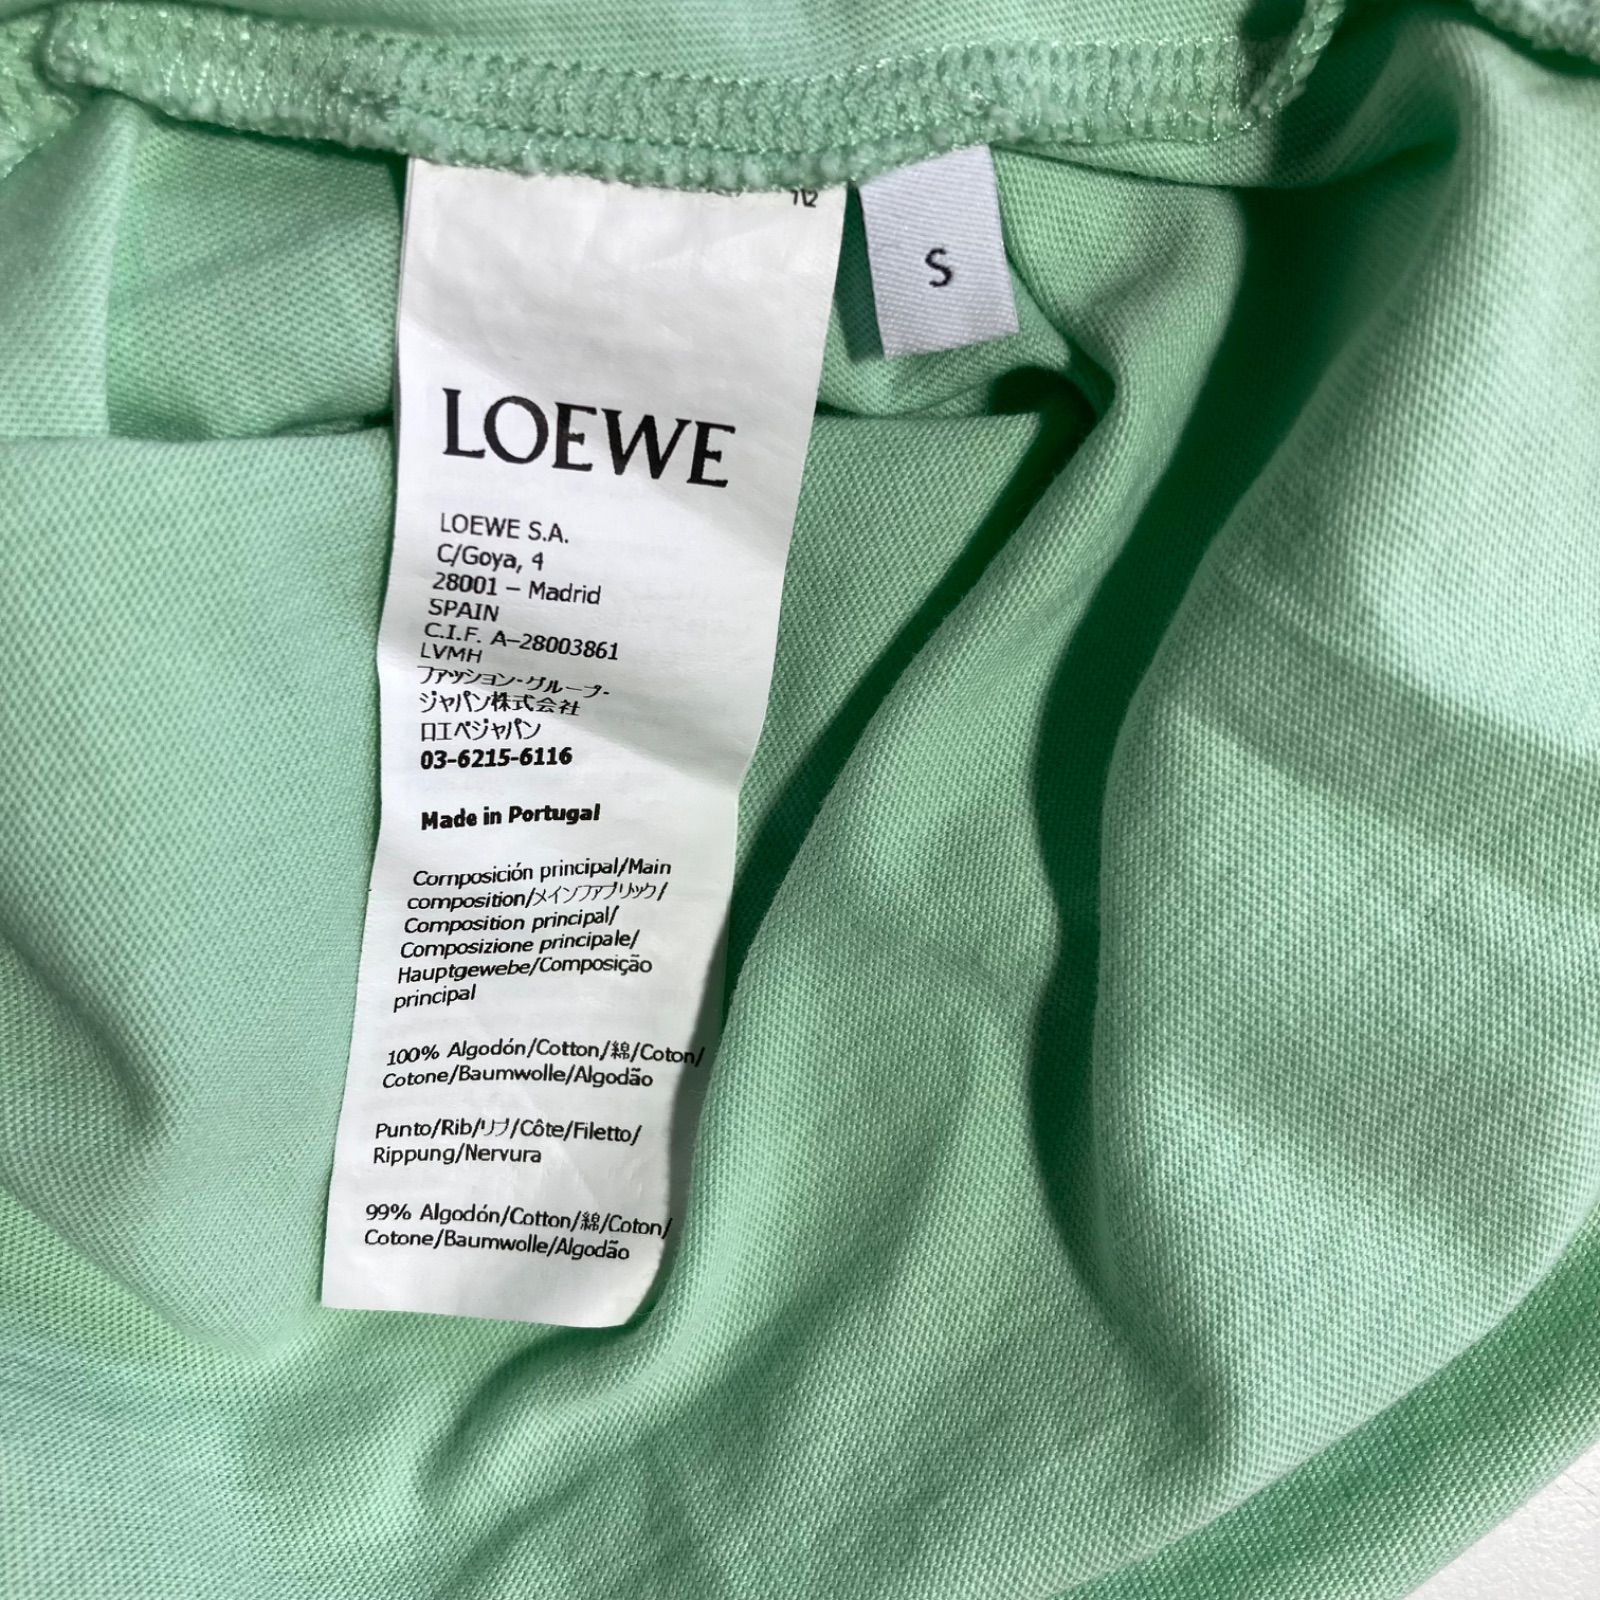 1\2
S
LOEWE
LOEWE S.A.
C/Goya, 4
28001 – Madrid
SPAIN
C.I.F. A–28003861
LVMH
ファッション・グループ・
ジャパン株式会社
ロエベジャパン
03-6215-6116
Made in Portugal
Composición principal/Main
composition/メインファブリック/
Composition principal/
Composizione principale/
Hauptgewebe/Composição
principal
100% Algodón/Cotton/綿/Coton/
Cotone/Baumwolle/Algodão
Punto/Rib/リブ/Côte/Filetto/
Rippung/Nervura
99% Algodón/Cotton/綿/Coton/
Cotone/Baumwolle/Algodão